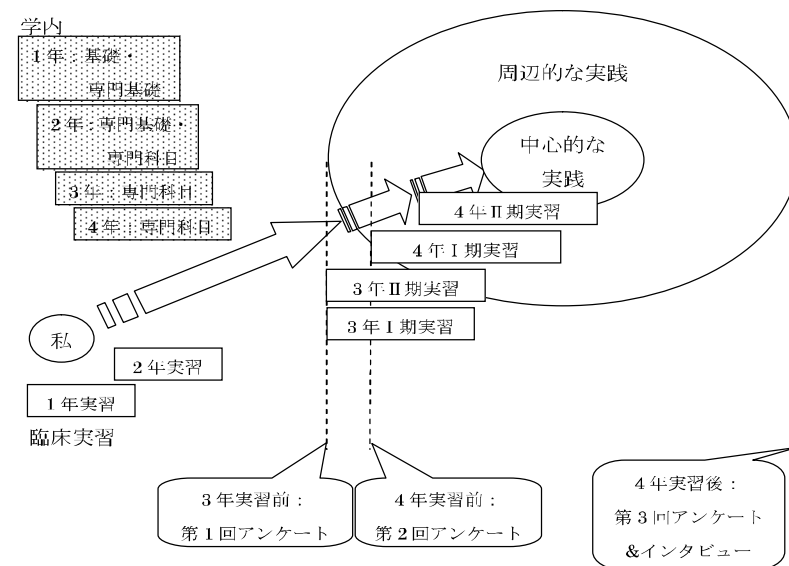 学内
1年：基礎・
専門基礎
2年：専門基礎・
専門科目
3年：専門科目
4年：専門科目
周辺的な実践
中心的な
実践
4年Ⅱ期実習
4年Ⅰ期実習
3年Ⅱ期実習
3年Ⅰ期実習
私
2年実習
1年実習
臨床実習
3年実習前：
第1回アンケート
4年実習前：
第2回アンケート
4年実習後：
第3回アンケート
&インタビュー